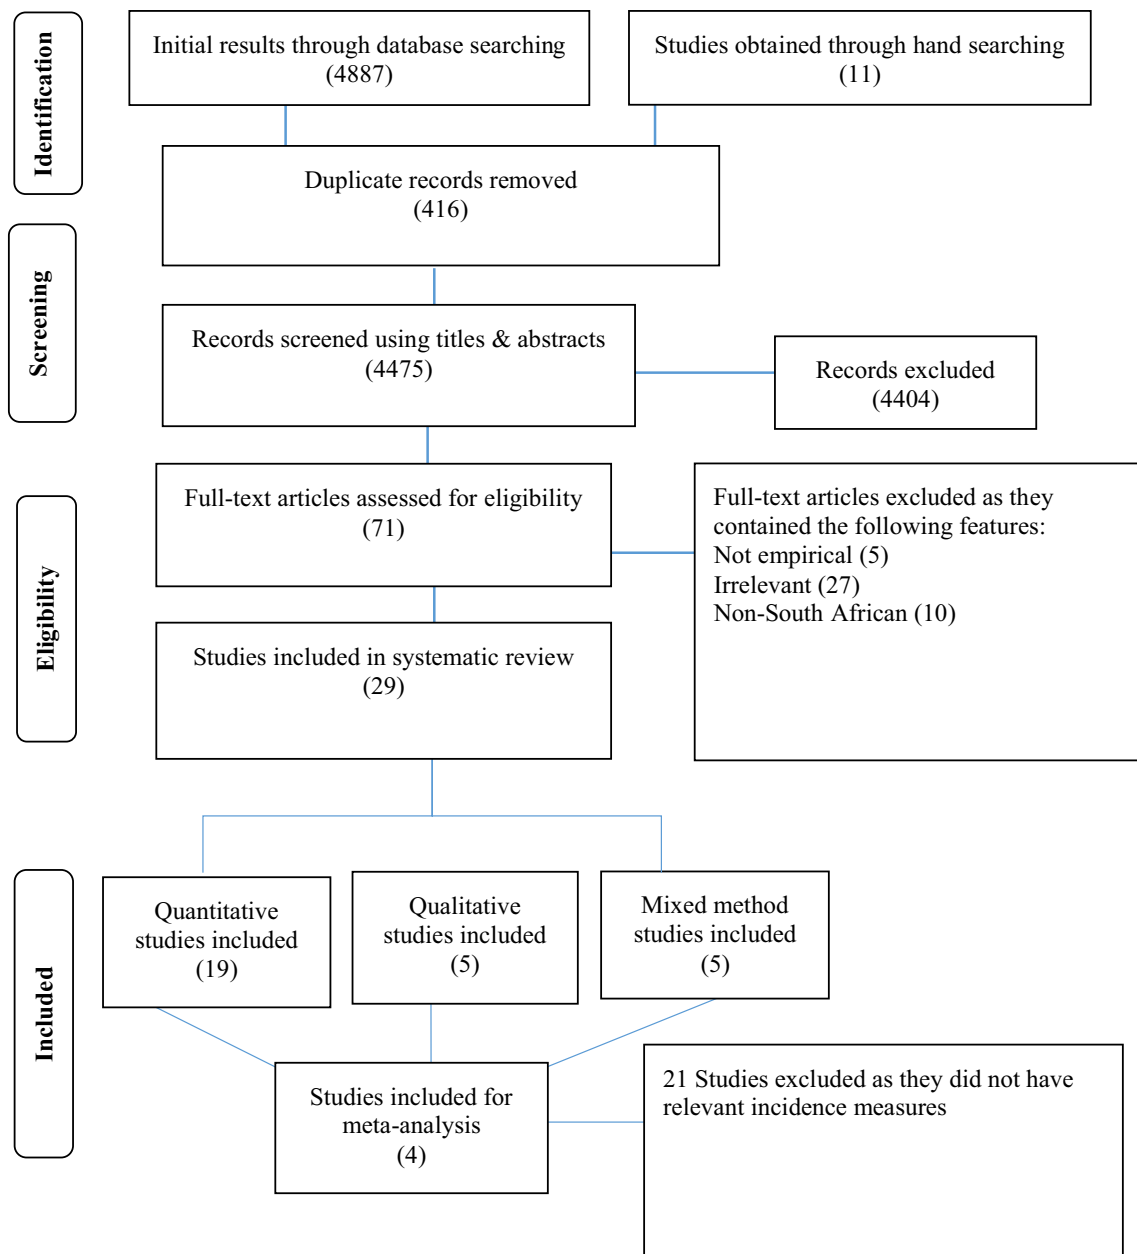 Identification
Initial results through database searching
(4887)
Studies obtained through hand searching
(11)
Duplicate records removed
(416)
Screening
Records screened using titles & abstracts
(4475)
Records excluded
(4404)
Eligibility
Full-text articles assessed for eligibility
(71)
Full-text articles excluded as they
contained the following features:
Not empirical (5)
Irrelevant (27)
Non-South African (10)
Studies included in systematic review
(29)
Included
Quantitative
studies included
(19)
Qualitative
studies included
(5)
Mixed method
studies included
(5)
Studies included for
meta-analysis
(4)
21 Studies excluded as they did not have
relevant incidence measures